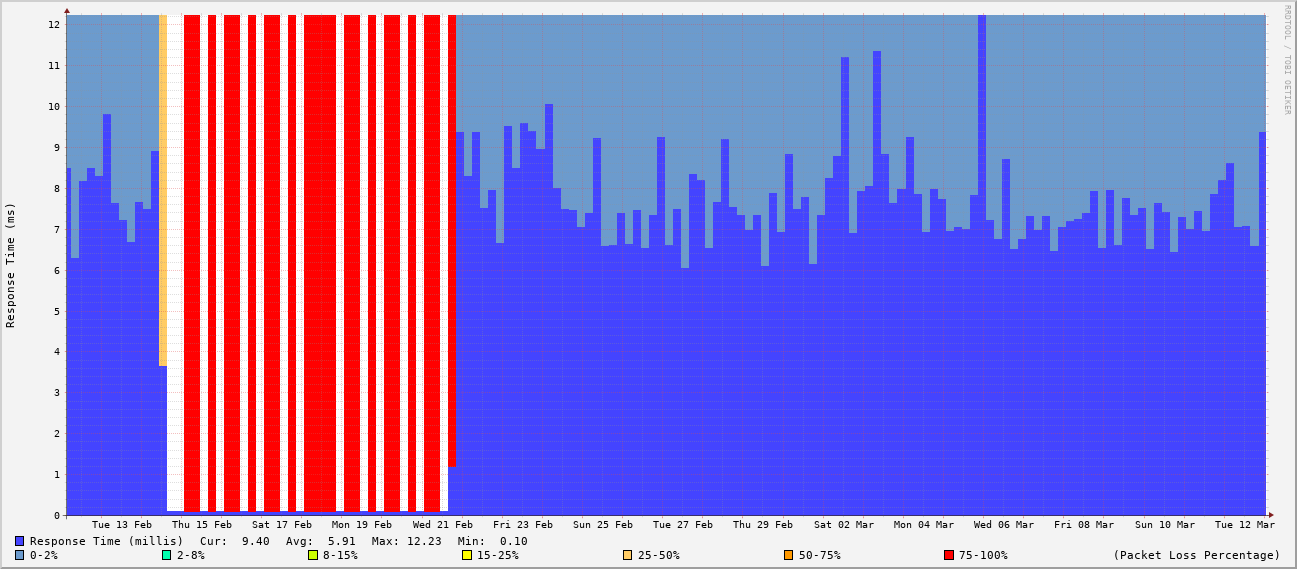 RRDTOOL / TOBI OETIKER
Response Time (ms)
12
11
10
9
8
7
6
5
4
3
2
1
0
Tue 13 Feb Thu 15 Feb Sat 17 Feb Mon 19 Feb Wed 21 Feb Fri 23 Feb Sun 25 Feb Tue 27 Feb Thu 29 Feb Sat 02 Mar Mon 04 Mar Wed 06 Mar Fri 08 Mar Sun 10 Mar Tue 12 Mar
Response Time (millis) Cur: 9.40 Avg: 5.91 Max: 12.23 Min: 0.10
0-2% 2-8% 8-15% 15-25% 25-50% 50-75% 75-100% (Packet Loss Percentage)